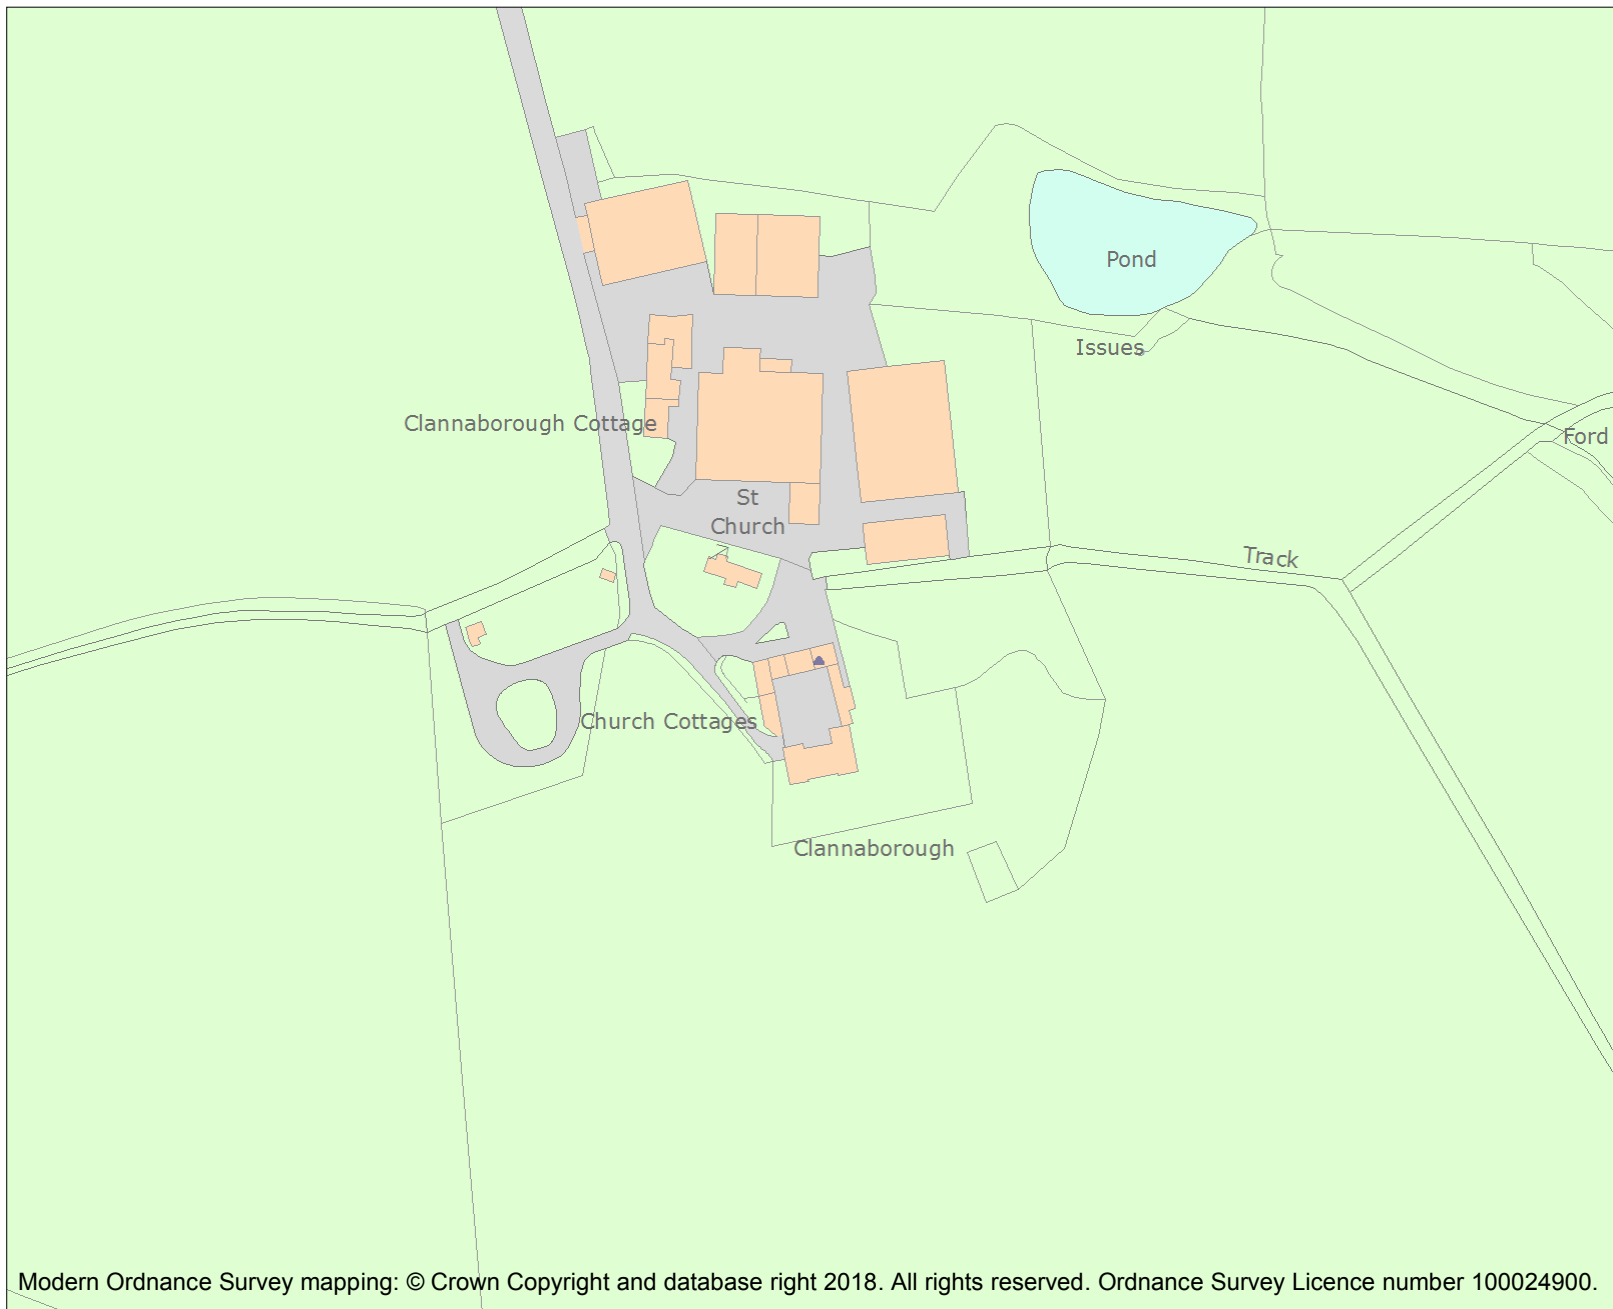 Pond
Issues
Clannaborough Cottage
Ford
St
Church
Track
Church Cottages
Clannaborough
Modern Ordnance Survey mapping: © Crown Copyright and database right 2018. All rights reserved. Ordnance Survey Licence number 100024900.